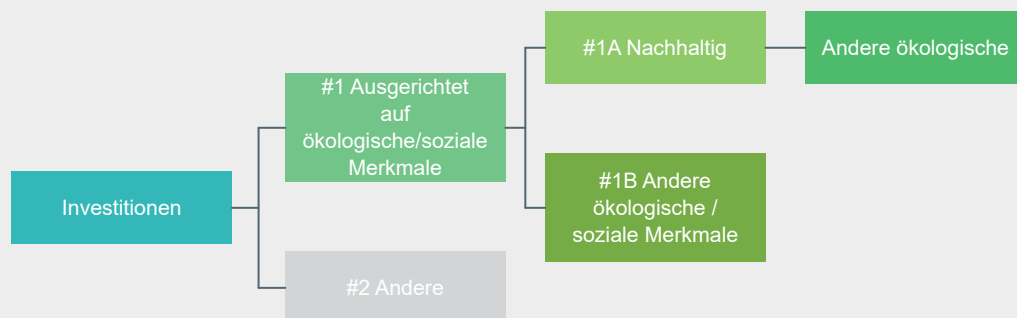 Investitionen
#1 Ausgerichtet
auf
ökologische/soziale
Merkmale
#2 Andere
#1A Nachhaltig
#1B Andere
ökologische /
soziale Merkmale
Andere ökologische